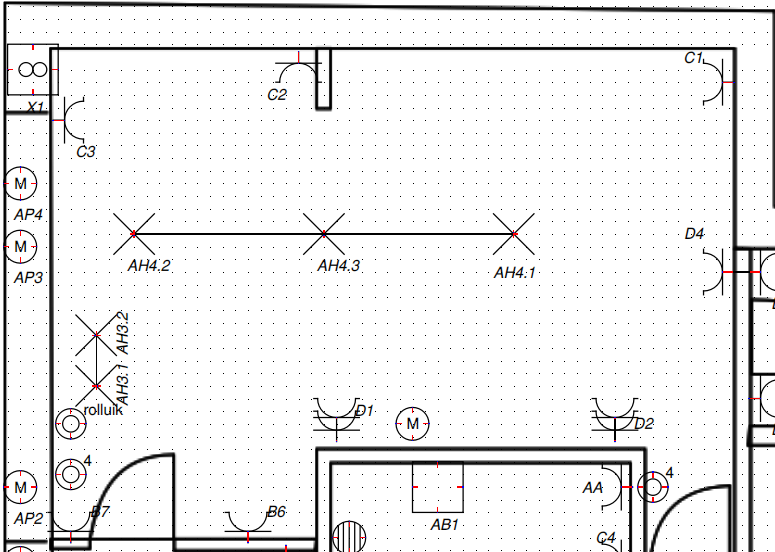 C1
C2
X1
C3
M
AP4
D4
M
AP3
AH4.2
AH4.3
AH4.1
AH3.2
AH3.1
rolluik
D1
M
D2
4
4
M
AA
AP2
B7
B6
AB1
C4